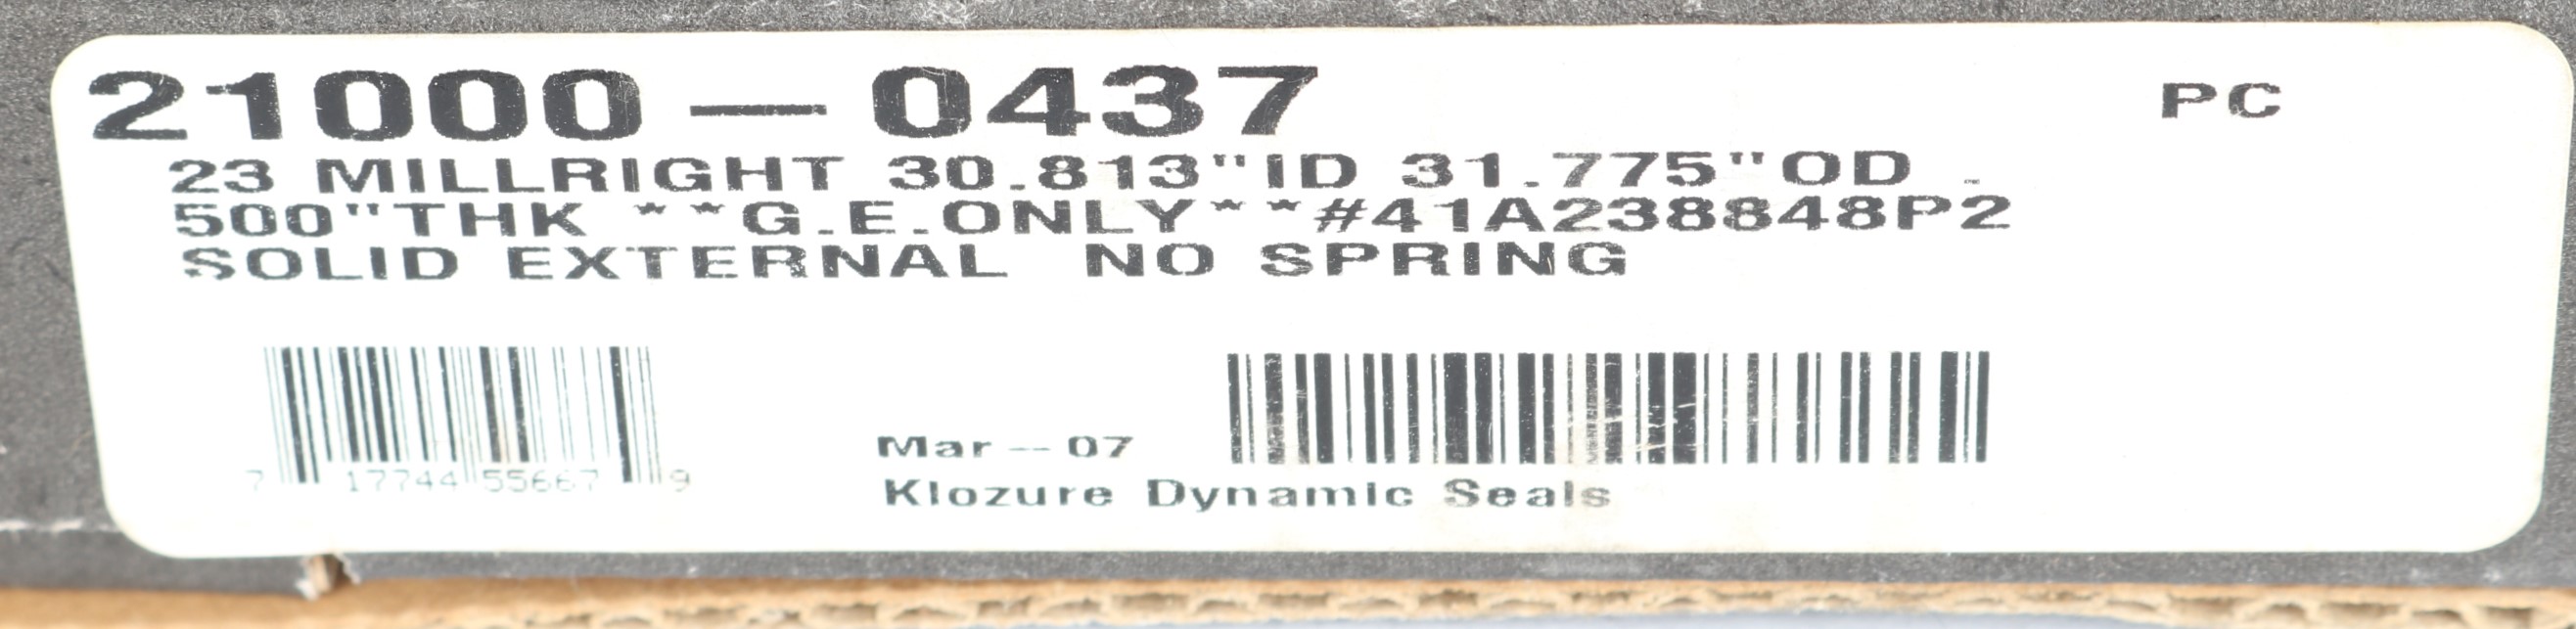 21000-0437 PC
23 MILLRIGHT 30.813"ID 31.775"OD .
500"THK **G.E.ONLY**#41A238848P2
SOLID EXTERNAL NO SPRING
Mar-07
7 17744 55667 9
Klozure Dynamic Seals